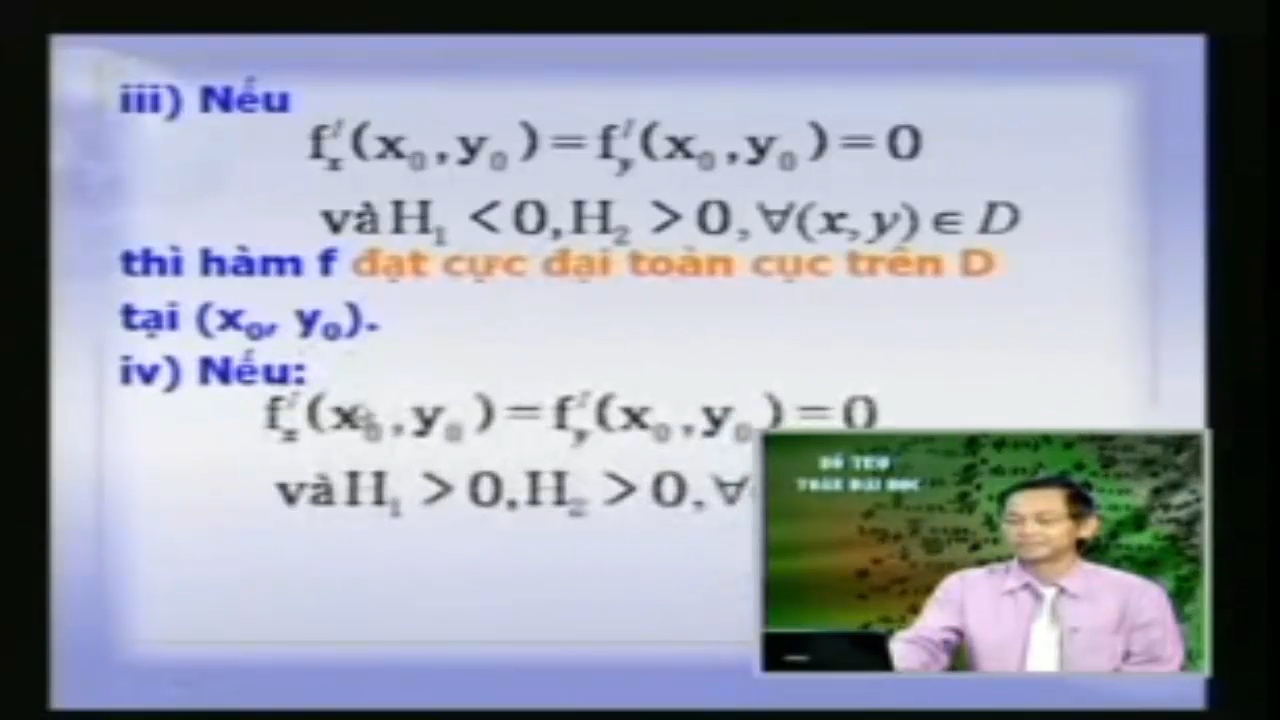 iii) Nếu
f'ₓ(x₀,y₀)=f'ᵧ(x₀,y₀)=0
và H₁ <0,H₂ >0,∀(x,y)∈D
thì hàm f đạt cực đại toàn cục trên D
tại (x₀, y₀).
iv) Nếu:
f'ₓ(x₀,y₀)=f'ᵧ(x₀,y₀)=0
và H₁ >0,H₂ >0,∀